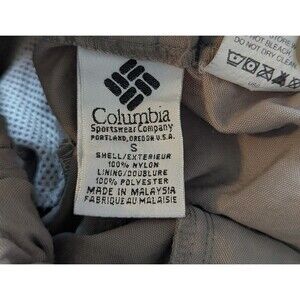 Columbia
Sportswear Company
PORTLAND, OREGON U.S.A.
S
SHELL/EXTERIEUR
100% NYLON
LINING/DOUBLURE
100% POLYESTER
MADE IN MALAYSIA
FABRIQUE AU MALAISIE
NOT BLEACH
DO NOT DRY CLEAN